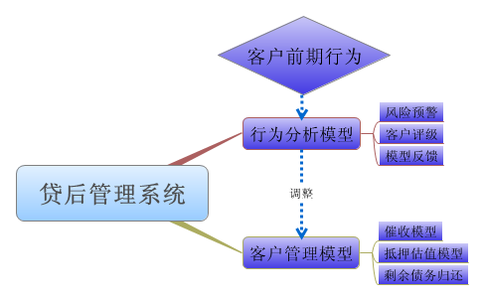 客户前期行为
风险预警
行为分析模型
客户评级
模型反馈
贷后管理系统
调整
催收模型
客户管理模型
抵押估值模型
剩余债务归还